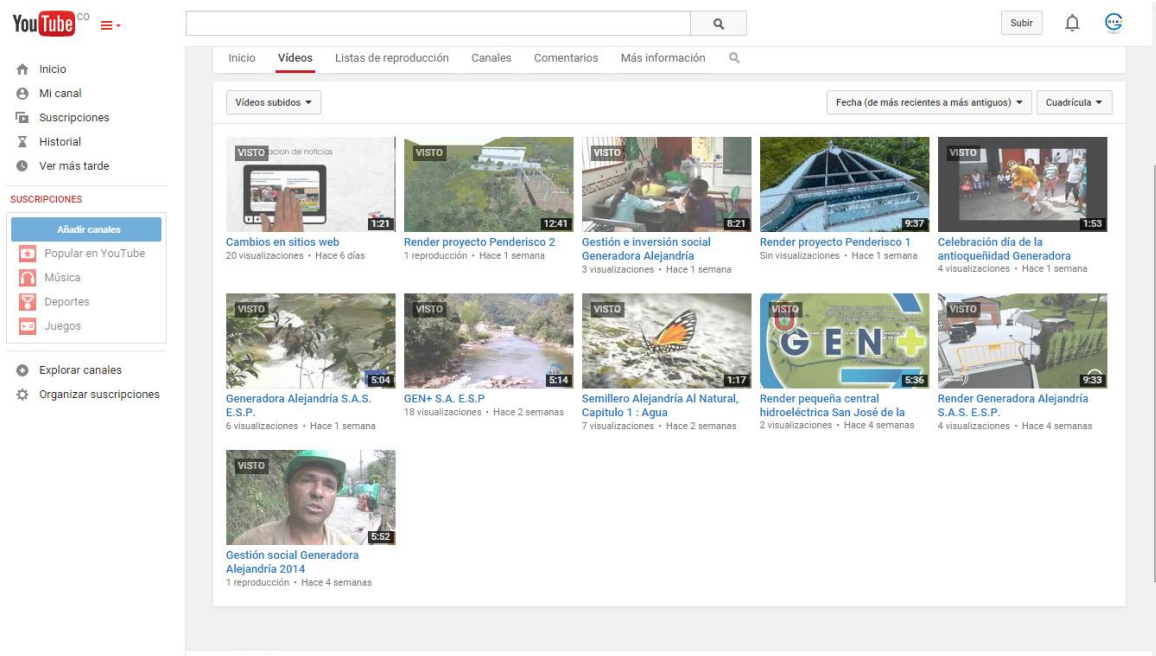 YouTube CO
Subir
Inicio
Mi canal
Suscripciones
Historial
Ver más tarde
SUSCRIPCIONES
Añadir canales
Popular en YouTube
Música
Deportes
Juegos
Explorar canales
Organizar suscripciones
Inicio Vídeos Listas de reproducción Canales Comentarios Más información
Vídeos subidos
Fecha (de más recientes a más antiguos) Cuadrícula
VISTO
acion de noticias
1:21
Cambios en sitios web
20 visualizaciones • Hace 6 días
VISTO
12:41
Render proyecto Penderisco 2
1 reproducción • Hace 1 semana
VISTO
8:21
Gestión e inversión social
Generadora Alejandría
3 visualizaciones • Hace 1 semana
VISTO
9:37
Render proyecto Penderisco 1
Sin visualizaciones • Hace 1 semana
VISTO
1:53
Celebración día de la
antioqueñidad Generadora
4 visualizaciones • Hace 1 semana
VISTO
5:04
Generadora Alejandría S.A.S.
E.S.P.
6 visualizaciones • Hace 1 semana
VISTO
5:14
GEN+ S.A. E.S.P
18 visualizaciones • Hace 2 semanas
VISTO
1:17
Semillero Alejandría Al Natural,
Capitulo 1 : Agua
7 visualizaciones • Hace 2 semanas
VISTO
GEN+
5:36
Render pequeña central
hidroeléctrica San José de la
2 visualizaciones • Hace 4 semanas
VISTO
9:33
Render Generadora Alejandría
S.A.S. E.S.P.
4 visualizaciones • Hace 4 semanas
VISTO
5:52
Gestión social Generadora
Alejandría 2014
1 reproducción • Hace 4 semanas